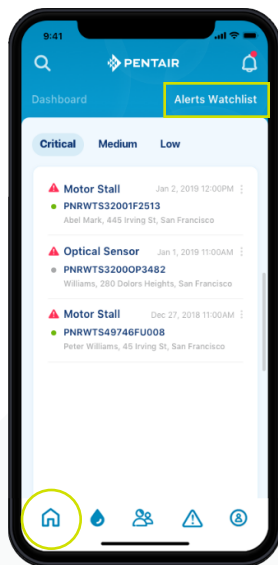 9:41
PENTAIR
Dashboard Alerts Watchlist
Critical Medium Low
Motor Stall Jan 2, 2019 12:00PM
PNRWTS32001F2513
Abel Mark, 445 Irving St, San Francisco
Optical Sensor Jan 1, 2019 11:00AM
PNRWTS3200OP3482
Williams, 280 Dolors Heights, San Francisco
Motor Stall Dec 27, 2018 11:00AM
PNRWTS49746FU008
Peter Williams, 45 Irving St, San Francisco